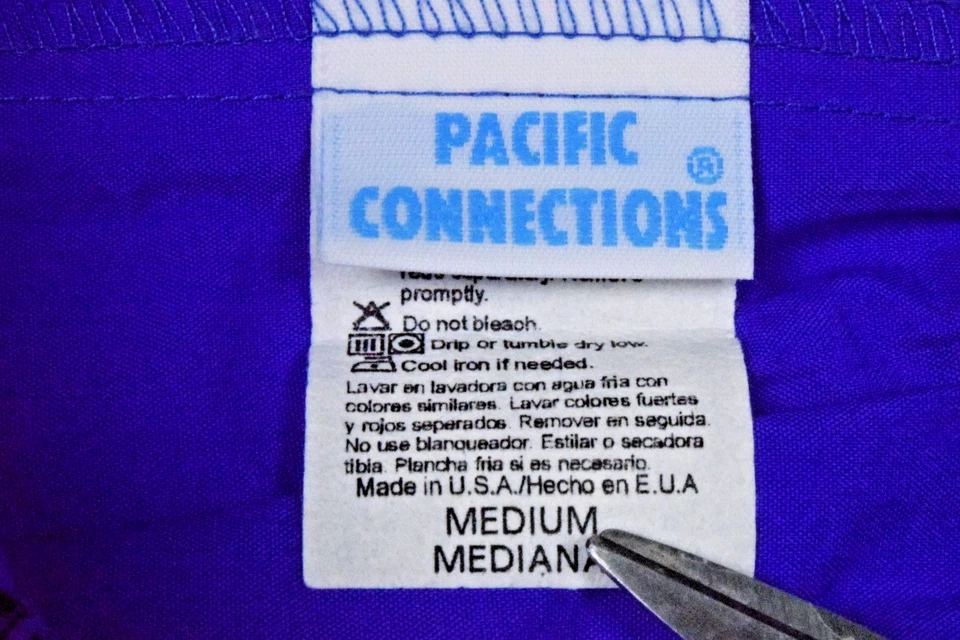 PACIFIC
CONNECTIONS ®
promptly.
Do not bleach.
Drip or tumble dry low.
Cool iron if needed.
Lavar en lavadora con agua fria con
colores similares. Lavar colores fuertes
y rojos seperados. Remover en seguida.
No use blanqueador. Estilar o secadora
tibia. Plancha fria si es necesario.
Made in U.S.A./Hecho en E.U.A
MEDIUM
MEDIANA